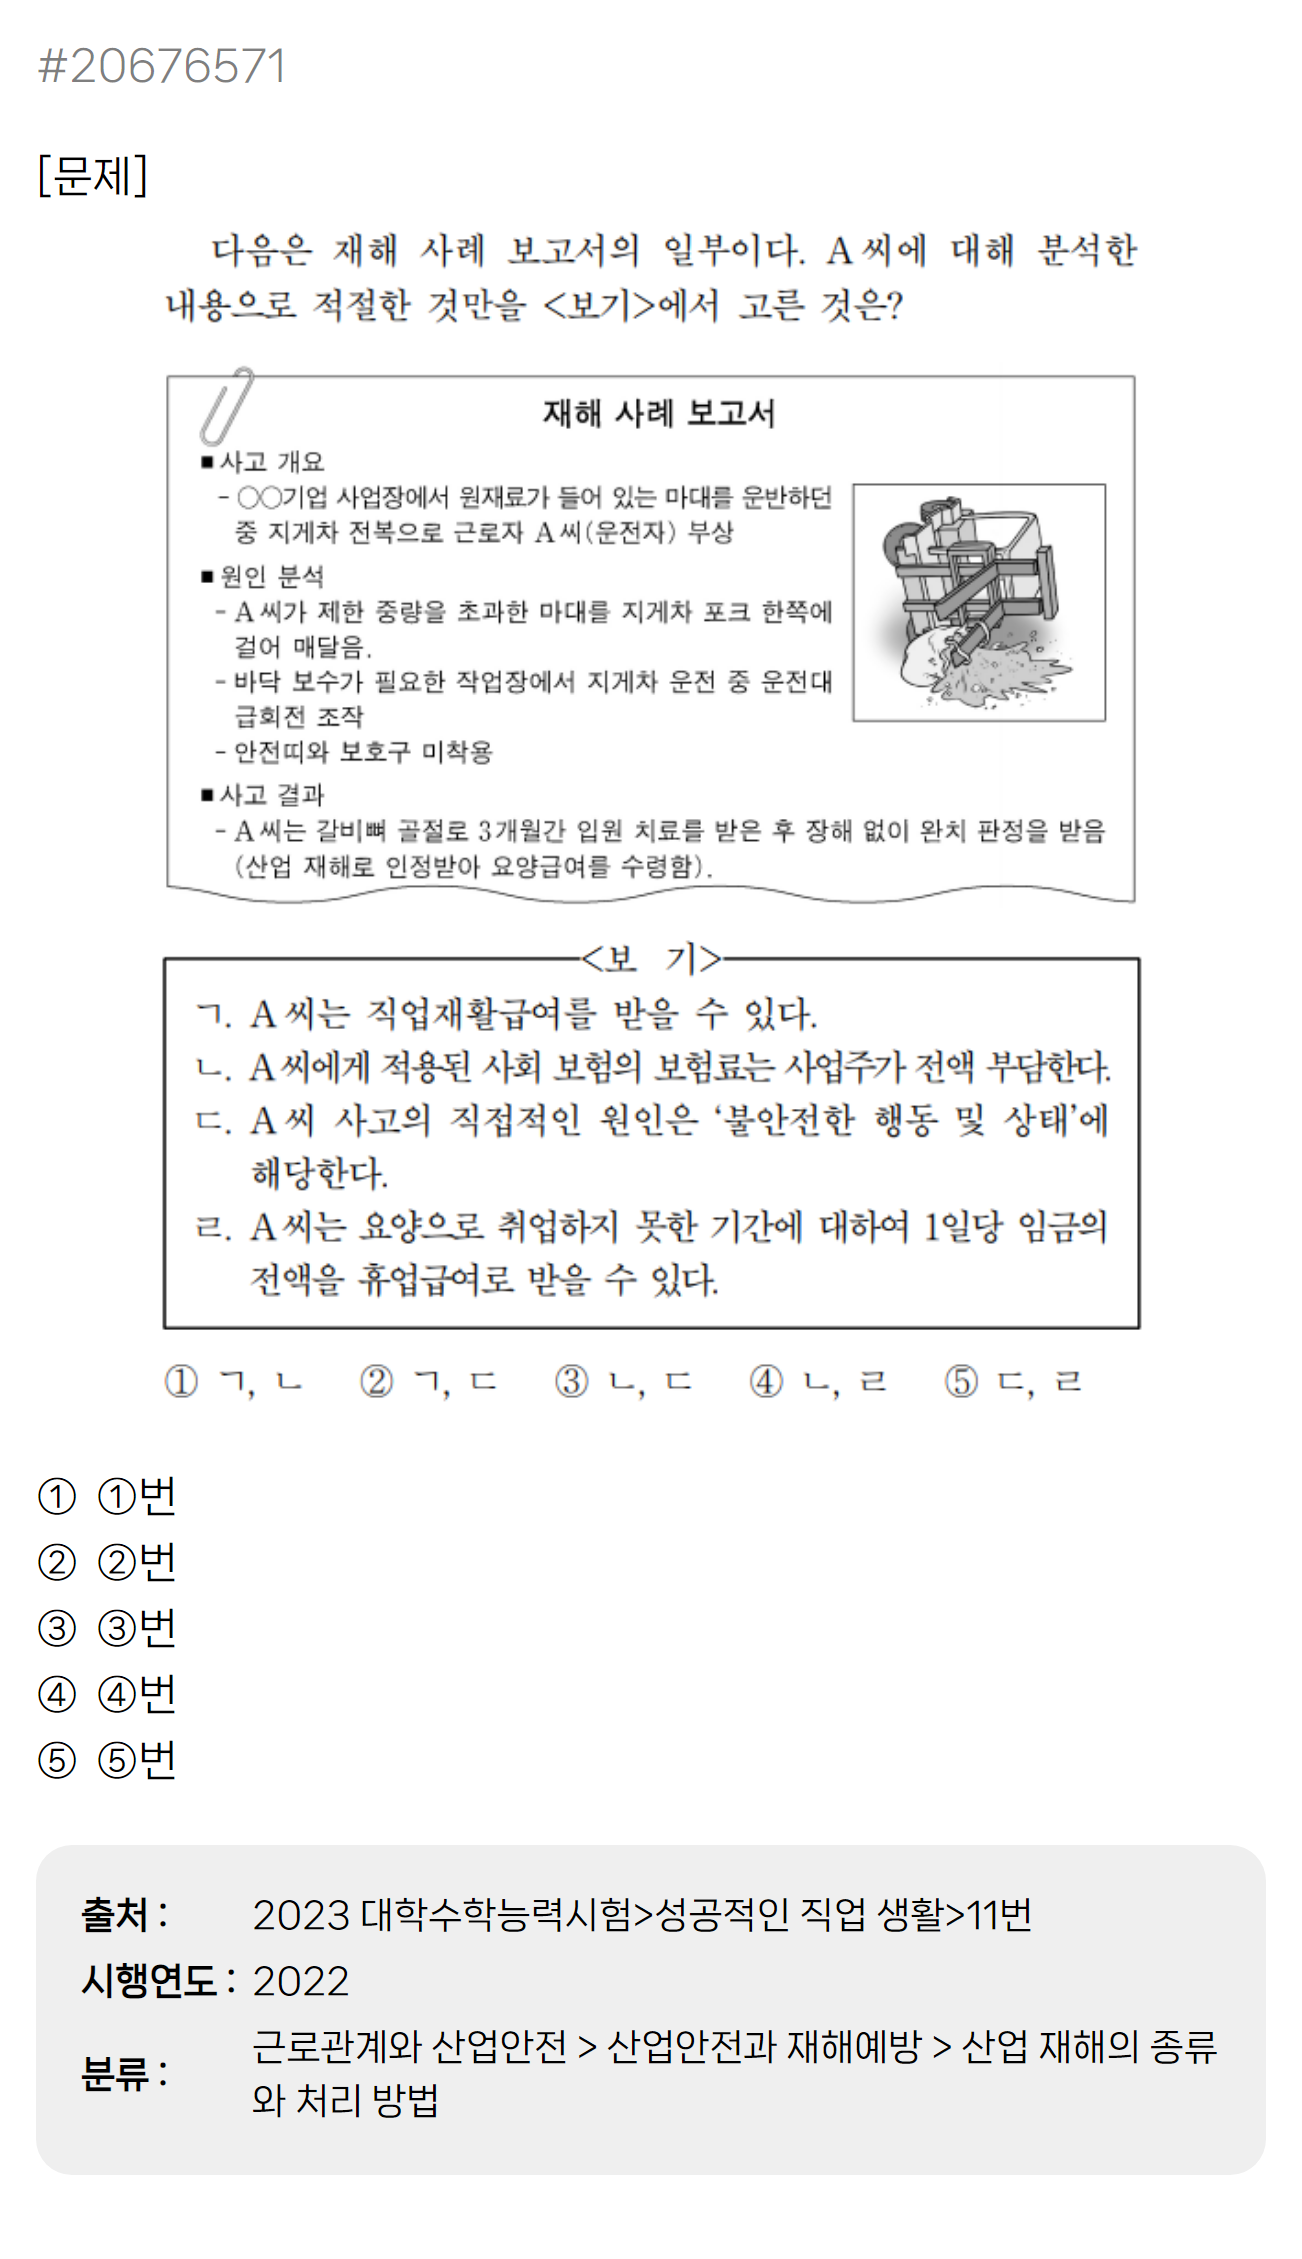 #20676571
[문제]
다음은 재해 사례 보고서의 일부이다. A 씨에 대해 분석한
내용으로 적절한 것만을 <보기>에서 고른 것은?
재해 사례 보고서
■ 사고 개요
- ○○기업 사업장에서 원재료가 들어 있는 마대를 운반하던
중 지게차 전복으로 근로자 A 씨(운전자) 부상
■ 원인 분석
- A 씨가 제한 중량을 초과한 마대를 지게차 포크 한쪽에
걸어 매달음.
- 바닥 보수가 필요한 작업장에서 지게차 운전 중 운전대
급회전 조작
- 안전띠와 보호구 미착용
■ 사고 결과
- A 씨는 갈비뼈 골절로 3개월간 입원 치료를 받은 후 장해 없이 완치 판정을 받음
(산업 재해로 인정받아 요양급여를 수령함).
<보 기>
ㄱ. A 씨는 직업재활급여를 받을 수 있다.
ㄴ. A 씨에게 적용된 사회 보험의 보험료는 사업주가 전액 부담한다.
ㄷ. A 씨 사고의 직접적인 원인은 ‘불안전한 행동 및 상태’에
해당한다.
ㄹ. A 씨는 요양으로 취업하지 못한 기간에 대하여 1일당 임금의
전액을 휴업급여로 받을 수 있다.
① ㄱ, ㄴ ② ㄱ, ㄷ ③ ㄴ, ㄷ ④ ㄴ, ㄹ ⑤ ㄷ, ㄹ
① ①번
② ②번
③ ③번
④ ④번
⑤ ⑤번
출처 : 2023 대학수학능력시험>성공적인 직업 생활>11번
시행연도 : 2022
분류 : 근로관계와 산업안전 > 산업안전과 재해예방 > 산업 재해의 종류
와 처리 방법